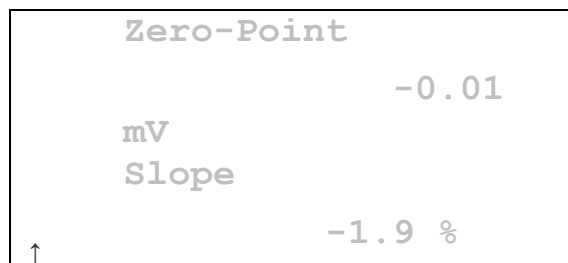 Zero-Point
-0.01
mV
Slope
-1.9 %
↑